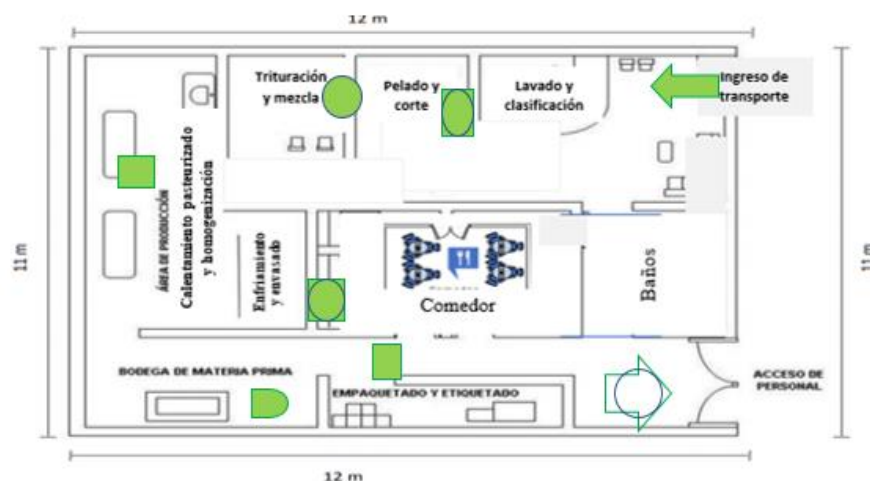 12 m
Trituración
y mezcla
Pelado y
corte
Lavado y
clasificación
Ingreso de
transporte
11 m
ÁREA DE PRODUCCIÓN
Calentamiento pasteurizado
y homogenización
Enfriamiento
y envasado
Comedor
Baños
11 m
BODEGA DE MATERIA PRIMA
EMPAQUETADO Y ETIQUETADO
ACCESO DE
PERSONAL
12 m